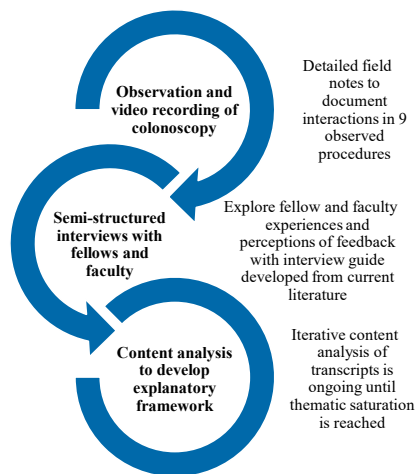 Observation and
video recording of
colonoscopy
Detailed field
notes to
document
interactions in 9
observed
procedures
Semi-structured
interviews with
fellows and
faculty
Explore fellow and faculty
experiences and
perceptions of feedback
with interview guide
developed from current
literature
Content analysis
to develop
explanatory
framework
Iterative content
analysis of
transcripts is
ongoing until
thematic saturation
is reached